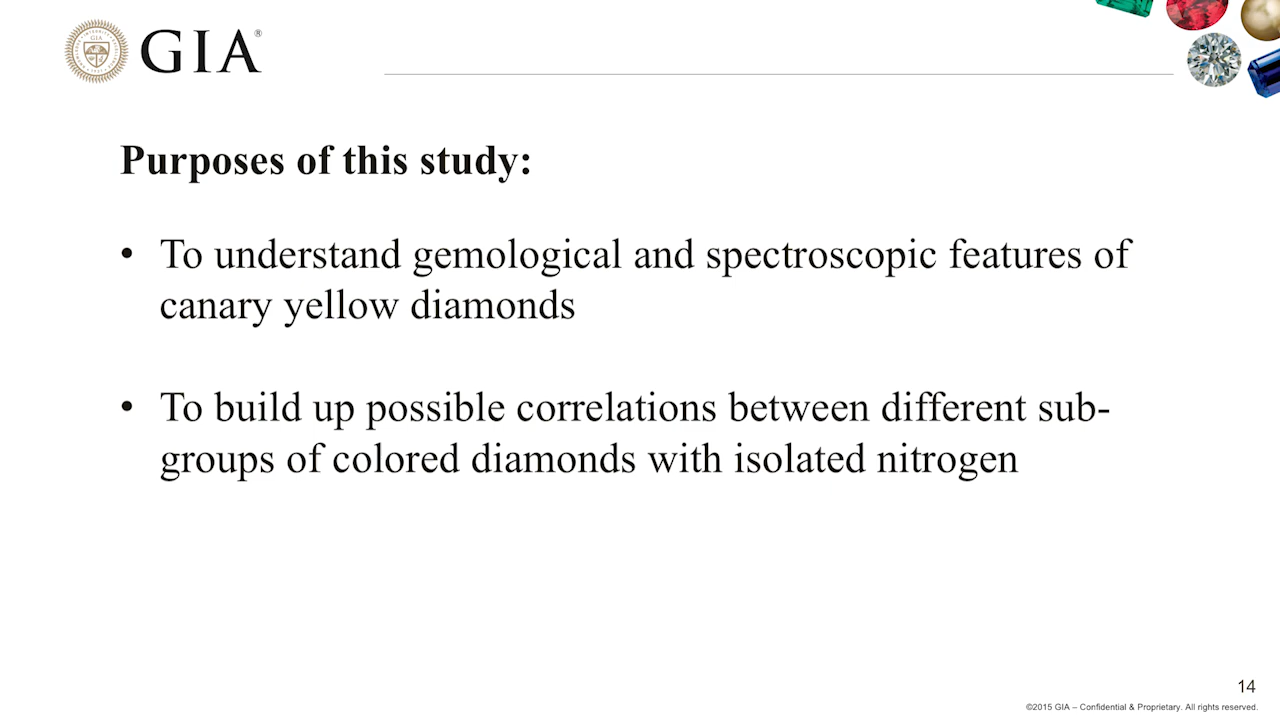 GIA®
Purposes of this study:
• To understand gemological and spectroscopic features of
canary yellow diamonds
• To build up possible correlations between different sub-
groups of colored diamonds with isolated nitrogen
14
©2015 GIA – Confidential & Proprietary. All rights reserved.